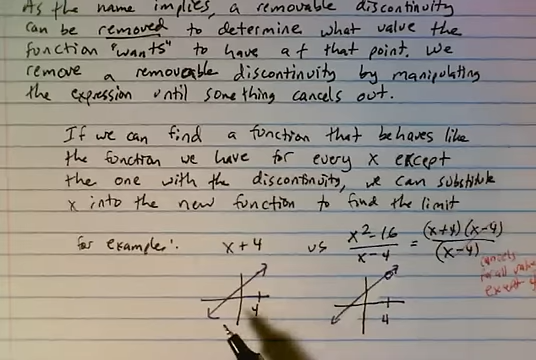 As the name implies, a removable discontinuity
can be removed to determine what value the
function "wants" to have at that point. We
remove a removable discontinuity by manipulating
the expression until something cancels out.
If we can find a function that behaves like
the function we have for every x except
the one with the discontinuity, we can substitute
x into the new function to find the limit
for example: x+4 vs x²-16/x-4 = (x+4)(x-4)/(x-4)
cancels
for all value
except 4
4 4